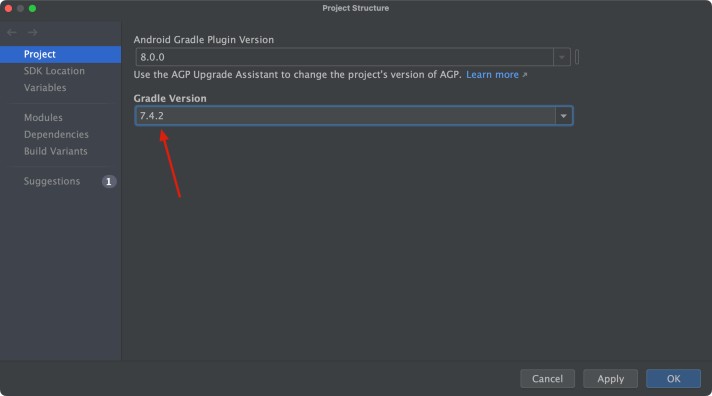 Project Structure
Project
SDK Location
Variables
Modules
Dependencies
Build Variants
Suggestions 1
Android Gradle Plugin Version
8.0.0
Use the AGP Upgrade Assistant to change the project's version of AGP. Learn more ↗
Gradle Version
7.4.2
Cancel Apply OK